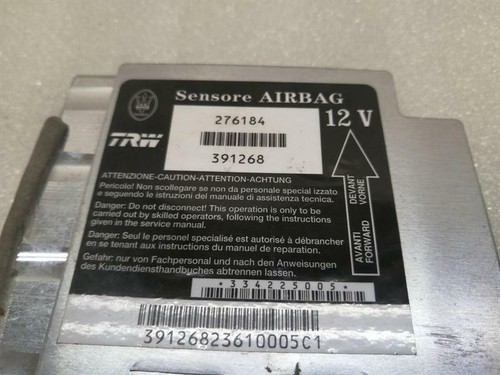 Sensore AIRBAG
276184
12 V
TRW
391268
ATTENZIONE-CAUTION-ATTENTION-ACHTUNG
Pericolo! Non scollegare se non da personale special izzato
e seguendo le istruzioni del manuale di assistenza tecnica.
Danger: Do not disconnect! This operation is only to be
carried out by skilled operators, following the instructions
given in the service manual.
Danger: Seul le personel specialisé est autorisé à débrancher
en se tenant aux instructions du manuel de reparation.
Gefahr: nur von Fachpersonal und nach den Anweisungen
des Kundendiensthandbuches abtrennen lassen.
AVANTI DEVANT
FORWARD VORNE
*334225005*
39126823610005C1